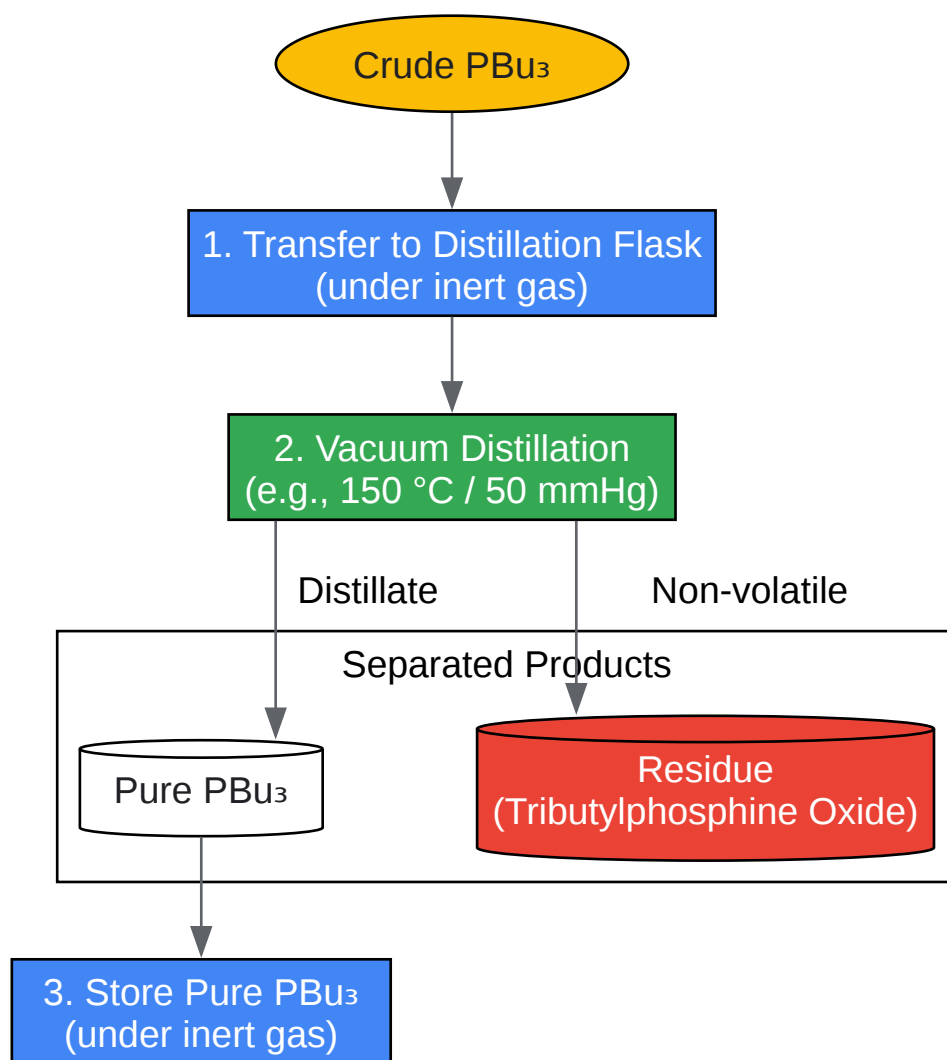 Crude PBu₃
1. Transfer to Distillation Flask
(under inert gas)
2. Vacuum Distillation
(e.g., 150 °C / 50 mmHg)
Distillate
Non-volatile
Separated Products
Pure PBu₃
Residue
(Tributylphosphine Oxide)
3. Store Pure PBu₃
(under inert gas)